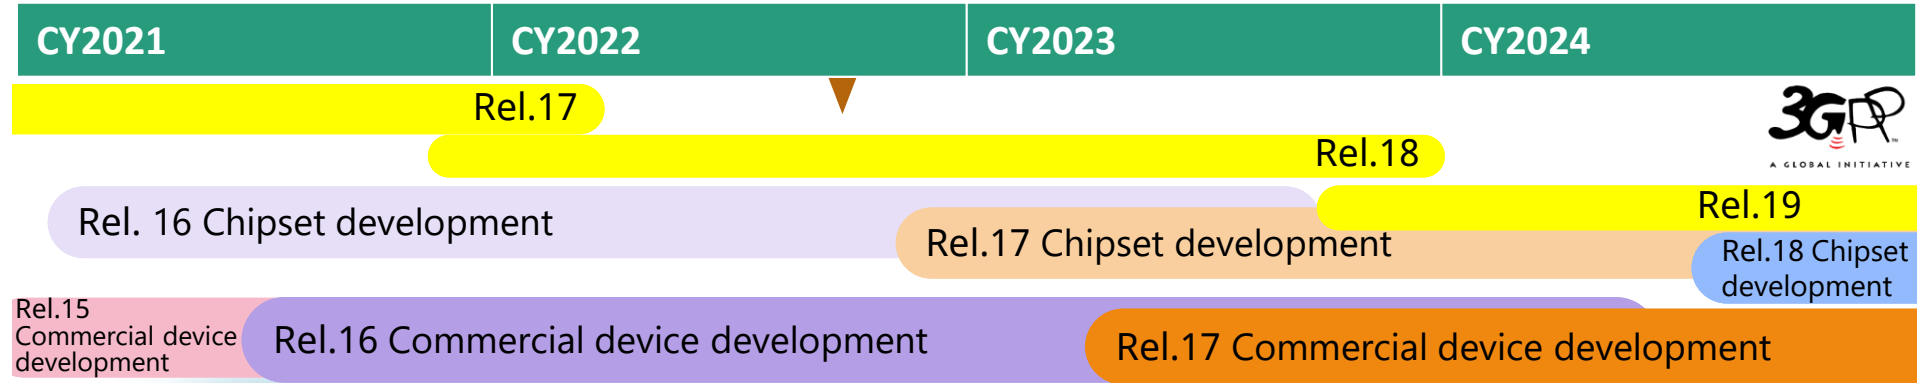 CY2021 CY2022 CY2023 CY2024
Rel.17
3GPP
TM
A GLOBAL INITIATIVE
Rel.18
Rel.19
Rel. 16 Chipset development
Rel.17 Chipset development
Rel.18 Chipset
development
Rel.15
Commercial device
development
Rel.16 Commercial device development
Rel.17 Commercial device development